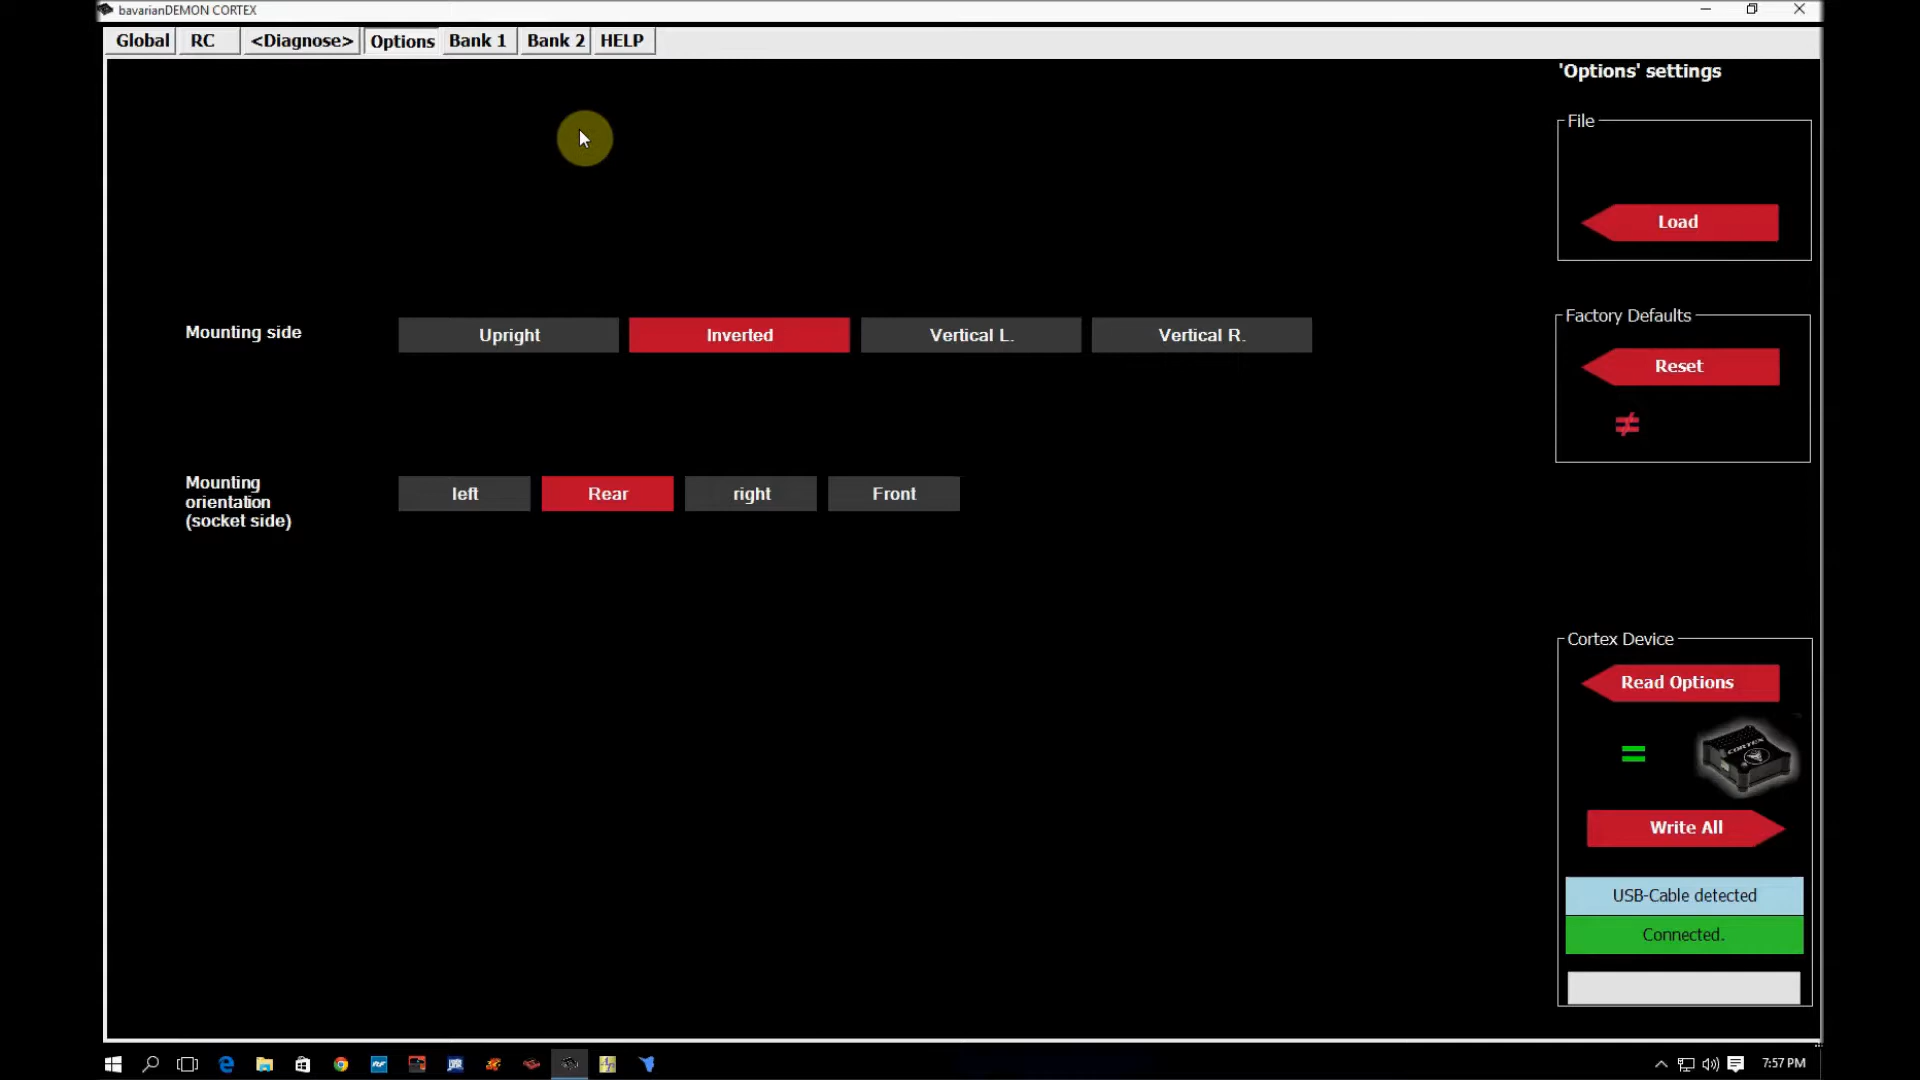 bavarianDEMON CORTEX
Global RC <Diagnose> Options Bank 1 Bank 2 HELP
'Options' settings
File
Load
Mounting side Upright Inverted Vertical L. Vertical R.
Factory Defaults
Reset
≠
Mounting
orientation
(socket side)
left Rear right Front
Cortex Device
Read Options
=
CORTEX
Write All
USB-Cable detected
Connected.
7:57 PM